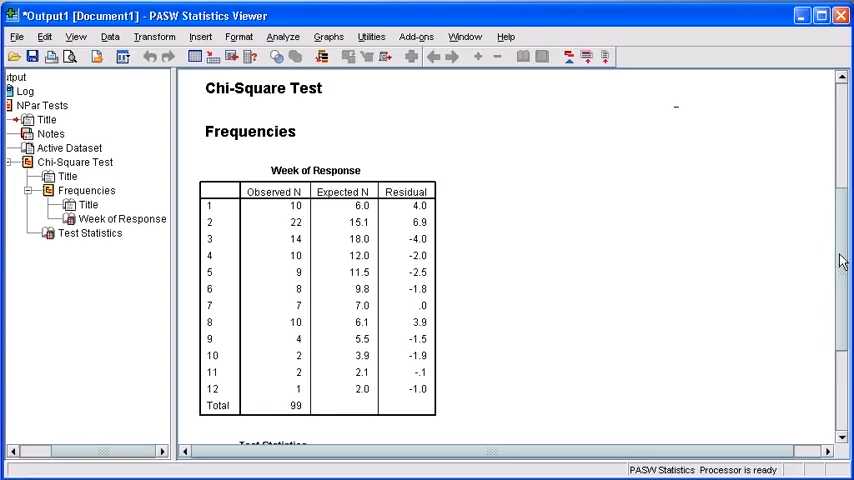 *Output1 [Document1] - PASW Statistics Viewer
File Edit View Data Transform Insert Format Analyze Graphs Utilities Add-ons Window Help
Log
NPar Tests
Title
Notes
Active Dataset
Chi-Square Test
Title
Frequencies
Title
Week of Response
Test Statistics
Chi-Square Test
Frequencies
Week of Response
Observed N Expected N Residual
1 10 6.0 4.0
2 22 15.1 6.9
3 14 18.0 -4.0
4 10 12.0 -2.0
5 9 11.5 -2.5
6 8 9.8 -1.8
7 7 7.0 .0
8 10 6.1 3.9
9 4 5.5 -1.5
10 2 3.9 -1.9
11 2 2.1 -.1
12 1 2.0 -1.0
Total 99
Test Statistics
PASW Statistics Processor is ready